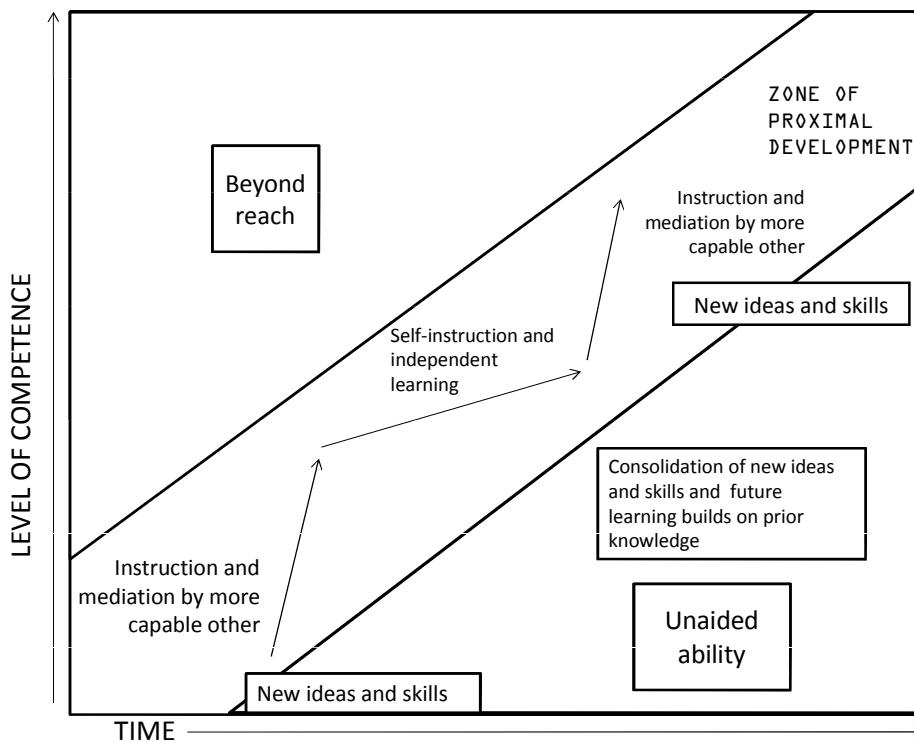 ZONE OF
PROXIMAL
DEVELOPMENT
Beyond
reach
Instruction and
mediation by more
capable other
New ideas and skills
Self-instruction and
independent
learning
LEVEL OF COMPETENCE
Consolidation of new ideas
and skills and future
learning builds on prior
knowledge
Instruction and
mediation by more
capable other
Unaided
ability
New ideas and skills
TIME